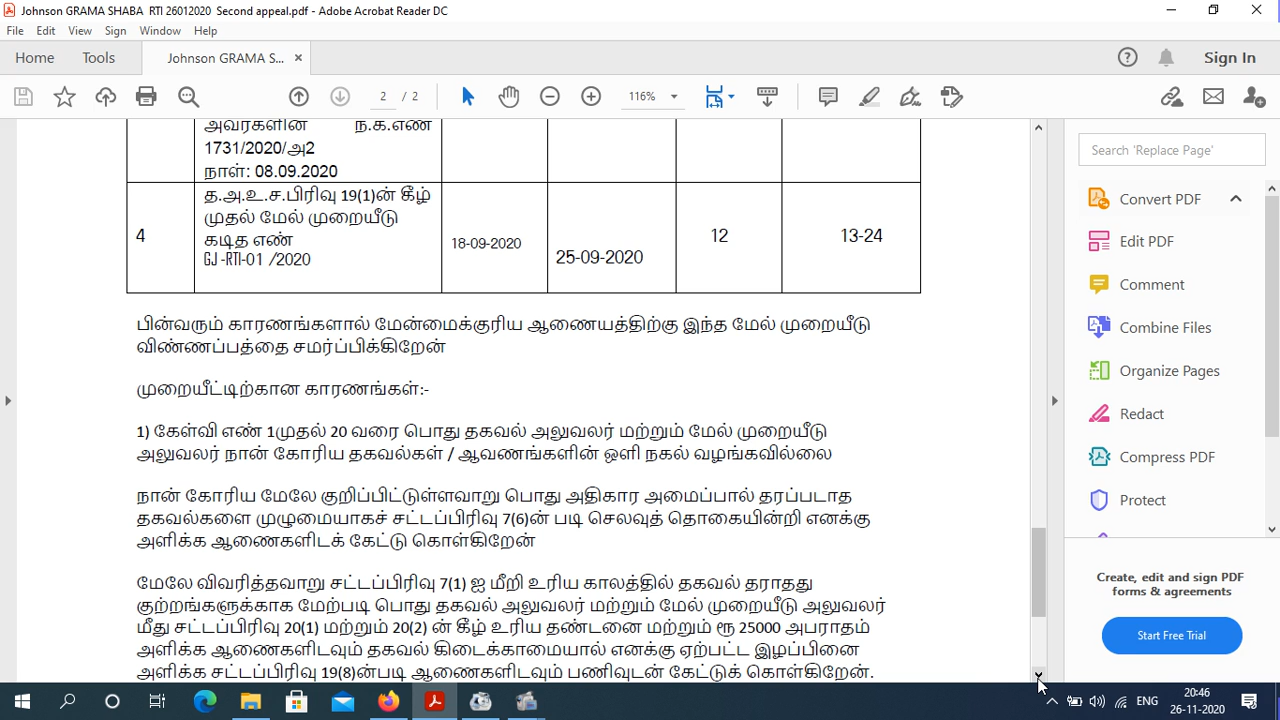 Johnson GRAMA SHABA RTI 26012020 Second appeal.pdf - Adobe Acrobat Reader DC
File Edit View Sign Window Help
Home Tools Johnson GRAMA S... × Sign In
2 / 2 116%
அவர்களின் ந.க.எண்
1731/2020/அ2
நாள்: 08.09.2020
4 த.அ.உ.ச.பிரிவு 19(1)ன் கீழ் முதல் மேல் முறையீடு கடித எண் GJ -RTI-01 /2020 18-09-2020 25-09-2020 12 13-24
பின்வரும் காரணங்களால் மேன்மைக்குரிய ஆணையத்திற்கு இந்த மேல் முறையீடு
விண்ணப்பத்தை சமர்ப்பிக்கிறேன்
முறையீட்டிற்கான காரணங்கள்:-
1) கேள்வி எண் 1முதல் 20 வரை பொது தகவல் அலுவலர் மற்றும் மேல் முறையீடு
அலுவலர் நான் கோரிய தகவல்கள் / ஆவணங்களின் ஒளி நகல் வழங்கவில்லை
நான் கோரிய மேலே குறிப்பிட்டுள்ளவாறு பொது அதிகார அமைப்பால் தரப்படாத
தகவல்களை முழுமையாகச் சட்டப்பிரிவு 7(6)ன் படி செலவுத் தொகையின்றி எனக்கு
அளிக்க ஆணைகளிடக் கேட்டு கொள்கிறேன்
மேலே விவரித்தவாறு சட்டப்பிரிவு 7(1) ஐ மீறி உரிய காலத்தில் தகவல் தராதது
குற்றங்களுக்காக மேற்படி பொது தகவல் அலுவலர் மற்றும் மேல் முறையீடு அலுவலர்
மீது சட்டப்பிரிவு 20(1) மற்றும் 20(2) ன் கீழ் உரிய தண்டனை மற்றும் ரூ 25000 அபராதம்
அளிக்க ஆணைகளிடவும் தகவல் கிடைக்காமையால் எனக்கு ஏற்பட்ட இழப்பினை
அளிக்க சட்டப்பிரிவு 19(8)ன்படி ஆணைகளிடவும் பணிவுடன் கேட்டுக் கொள்கிறேன்.
Search 'Replace Page'
Convert PDF
Edit PDF
Comment
Combine Files
Organize Pages
Redact
Compress PDF
Protect
Create, edit and sign PDF
forms & agreements
Start Free Trial
ENG 20:46
26-11-2020